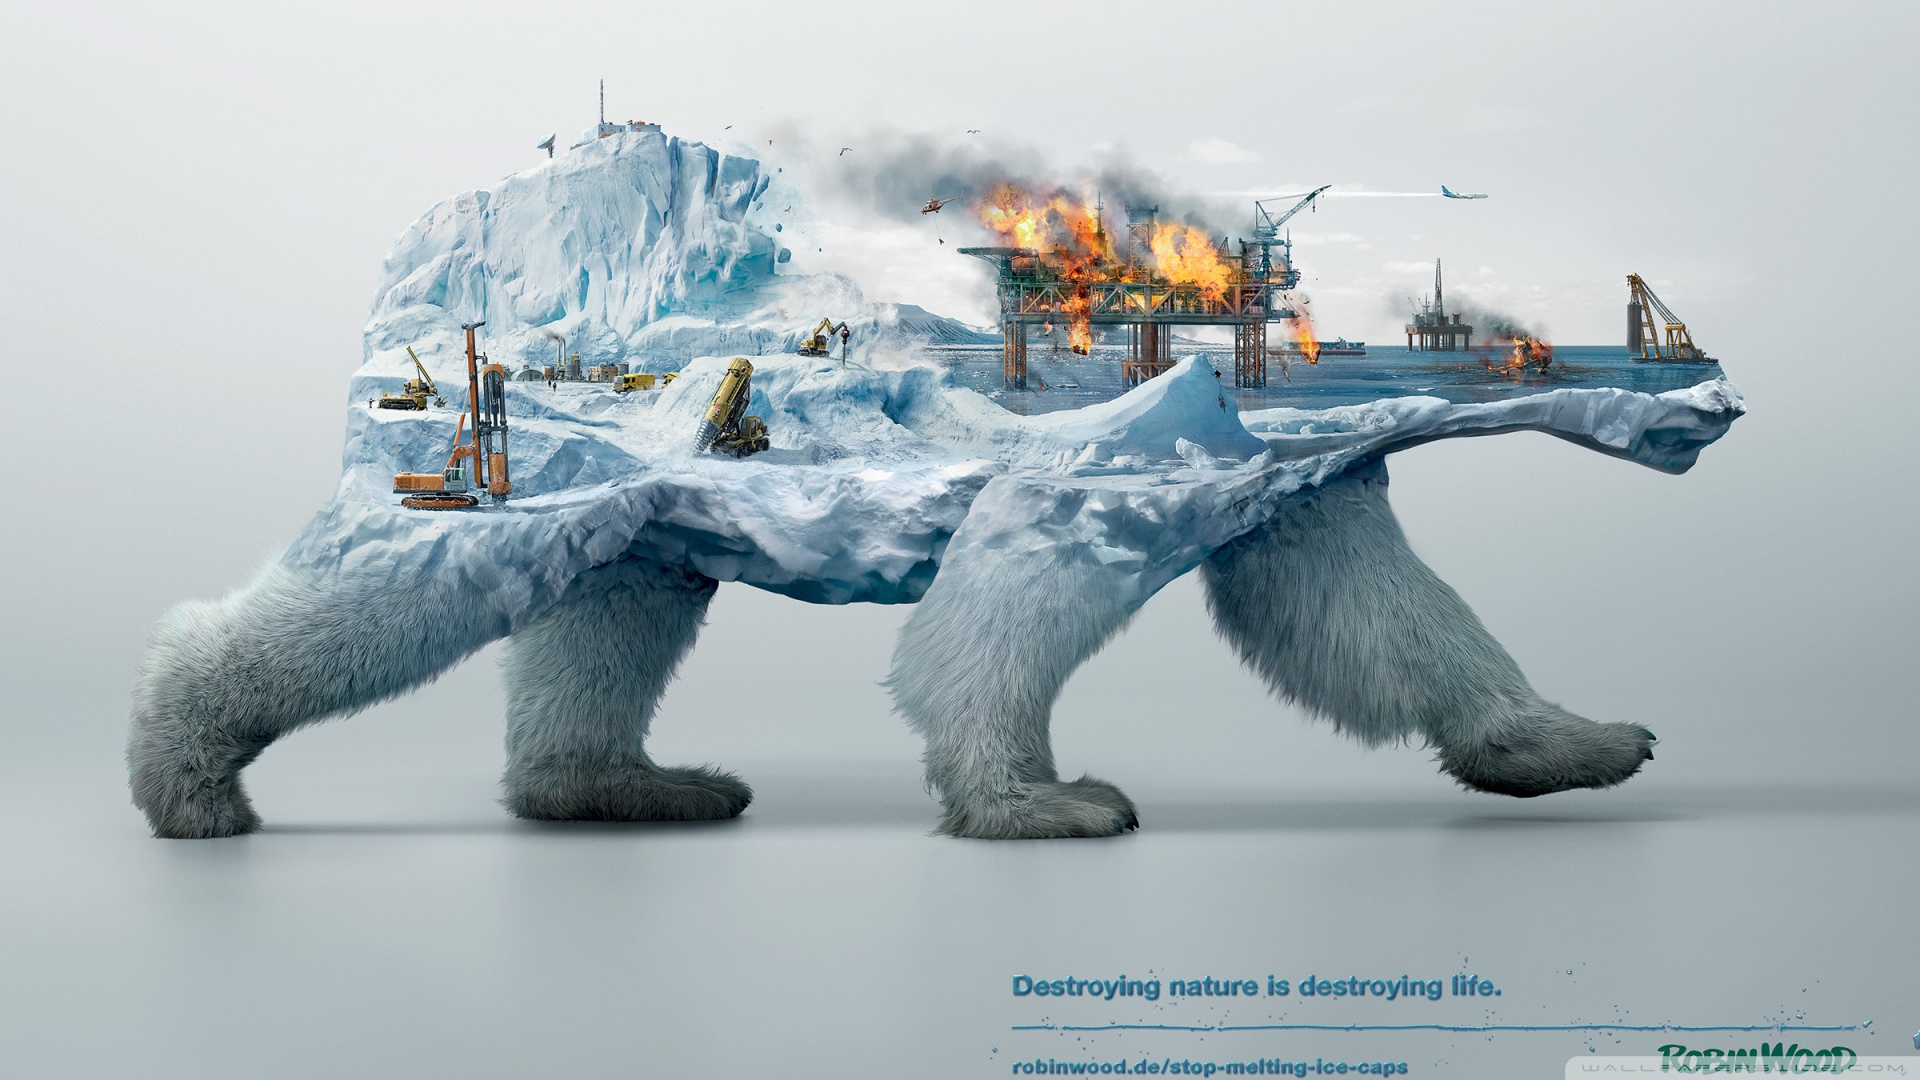 Destroying nature is destroying life.
robinwood.de/stop-melting-ice-caps
ROBIN WOOD